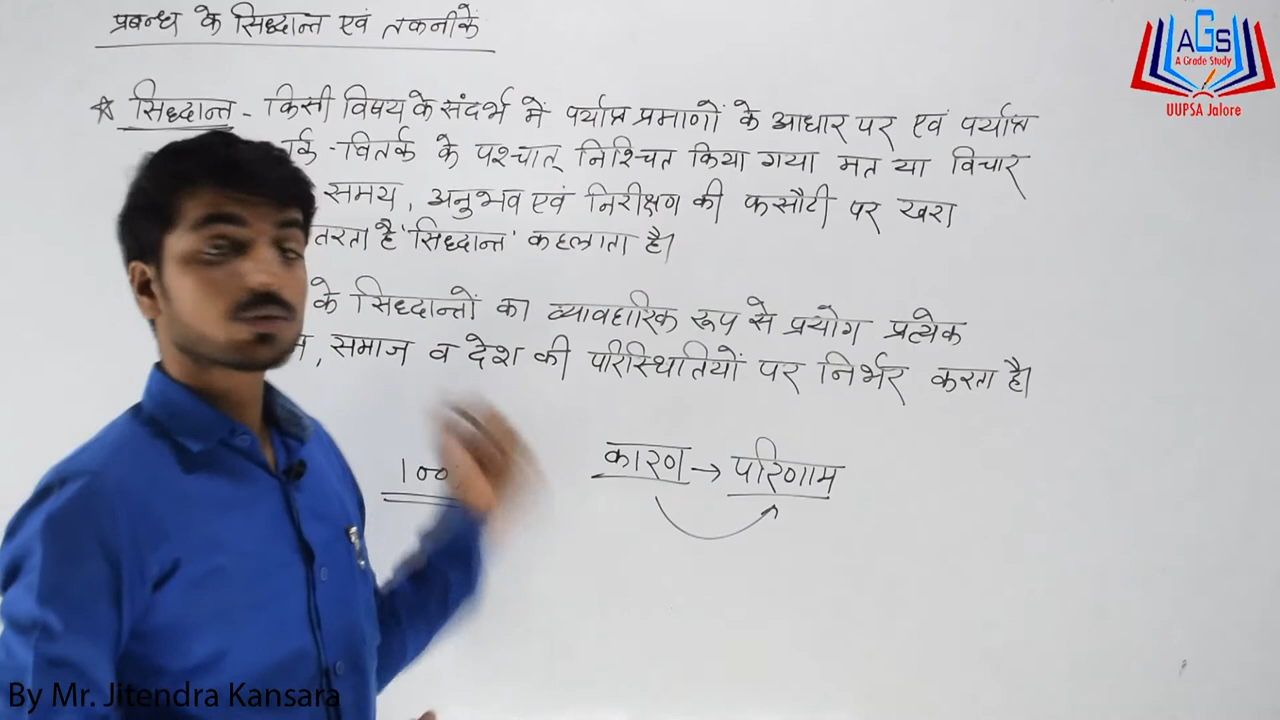 प्रबन्ध के सिद्धान्त एवं तकनीकें
AGS
A Grade Study
UUPSA Jalore
☆ सिद्धान्त - किसी विषय के संदर्भ में पर्याप्त प्रमाणों के आधार पर एवं पर्याप्त
र्क - वितर्क के पश्चात् निश्चित किया गया मत या विचार
समय, अनुभव एवं निरीक्षण की कसौटी पर खरा
तरता है 'सिद्धान्त' कहलाता है।
के सिद्धान्तों का व्यावहारिक रूप से प्रयोग प्रत्येक
, समाज व देश की परिस्थितियों पर निर्भर करता है।
100 कारण → परिणाम
By Mr. Jitendra Kansara